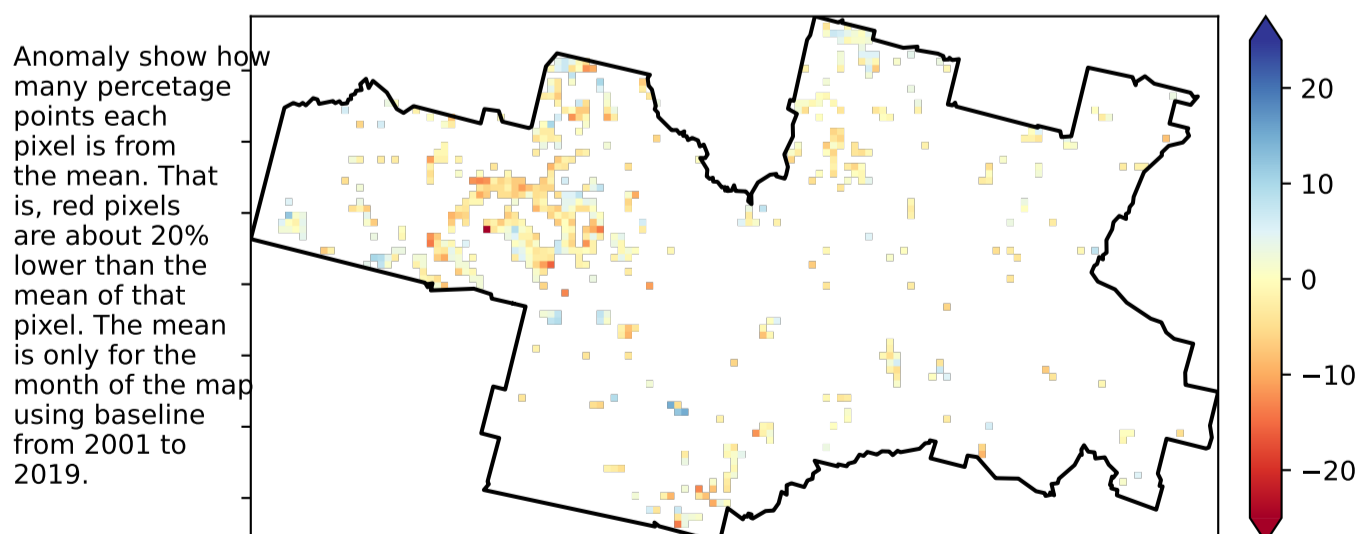 Anomaly show how
many percetage
points each
pixel is from
the mean. That
is, red pixels
are about 20%
lower than the
mean of that
pixel. The mean
is only for the
month of the map
using baseline
from 2001 to
2019.
20
10
0
−10
−20